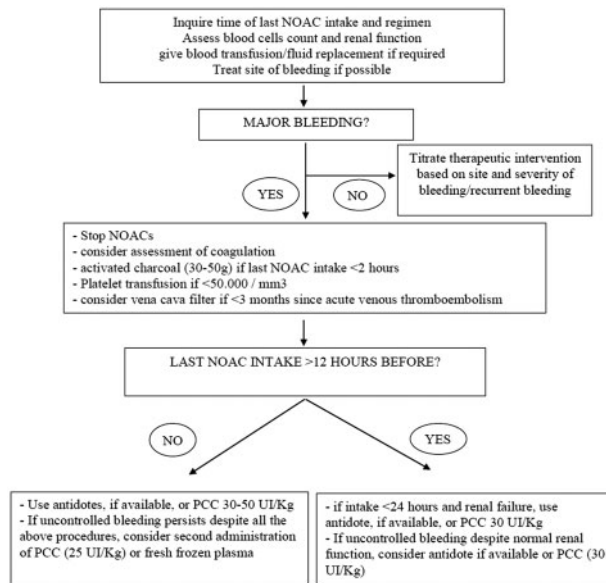 Inquire time of last NOAC intake and regimen
Assess blood cells count and renal function
give blood transfusion/fluid replacement if required
Treat site of bleeding if possible
MAJOR BLEEDING?
YES
NO
Titrate therapeutic intervention
based on site and severity of
bleeding/recurrent bleeding
- Stop NOACs
- consider assessment of coagulation
- activated charcoal (30-50g) if last NOAC intake <2 hours
- Platelet transfusion if <50.000 / mm3
- consider vena cava filter if <3 months since acute venous thromboembolism
LAST NOAC INTAKE >12 HOURS BEFORE?
NO
YES
- Use antidotes, if available, or PCC 30-50 UI/Kg
- If uncontrolled bleeding persists despite all the
above procedures, consider second administration
of PCC (25 UI/Kg) or fresh frozen plasma
- if intake <24 hours and renal failure, use
antidote, if available, or PCC 30 UI/Kg
- If uncontrolled bleeding despite normal renal
function, consider antidote if available or PCC (30
UI/Kg)